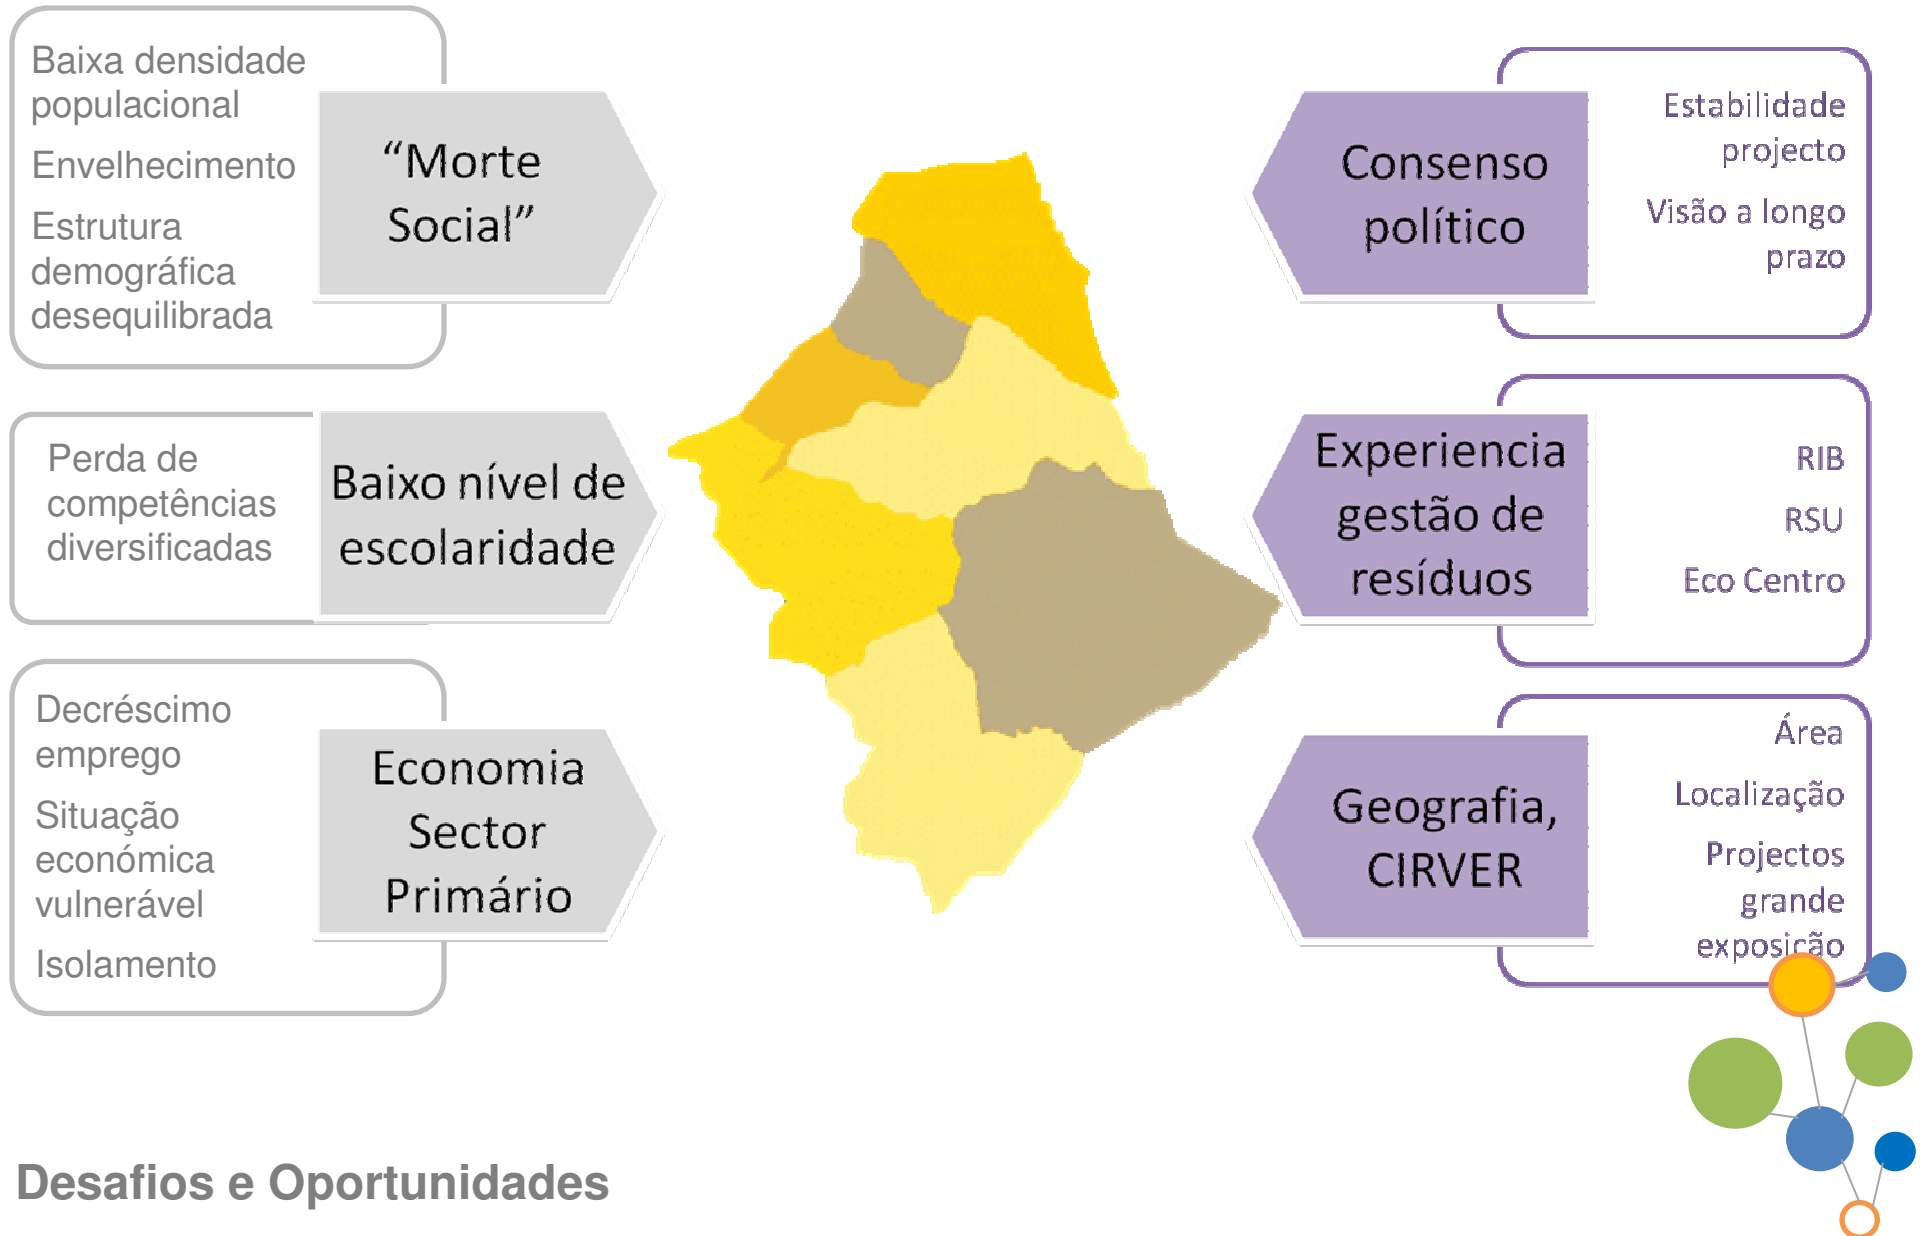 Baixa densidade
populacional
Envelhecimento
Estrutura
demográfica
desequilibrada
“Morte
Social”
Perda de
competências
diversificadas
Baixo nível de
escolaridade
Decréscimo
emprego
Situação
económica
vulnerável
Isolamento
Economia
Sector
Primário
Consenso
político
Estabilidade
projecto
Visão a longo
prazo
Experiencia
gestão de
resíduos
RIB
RSU
Eco Centro
Geografia,
CIRVER
Área
Localização
Projectos
grande
exposição
Desafios e Oportunidades